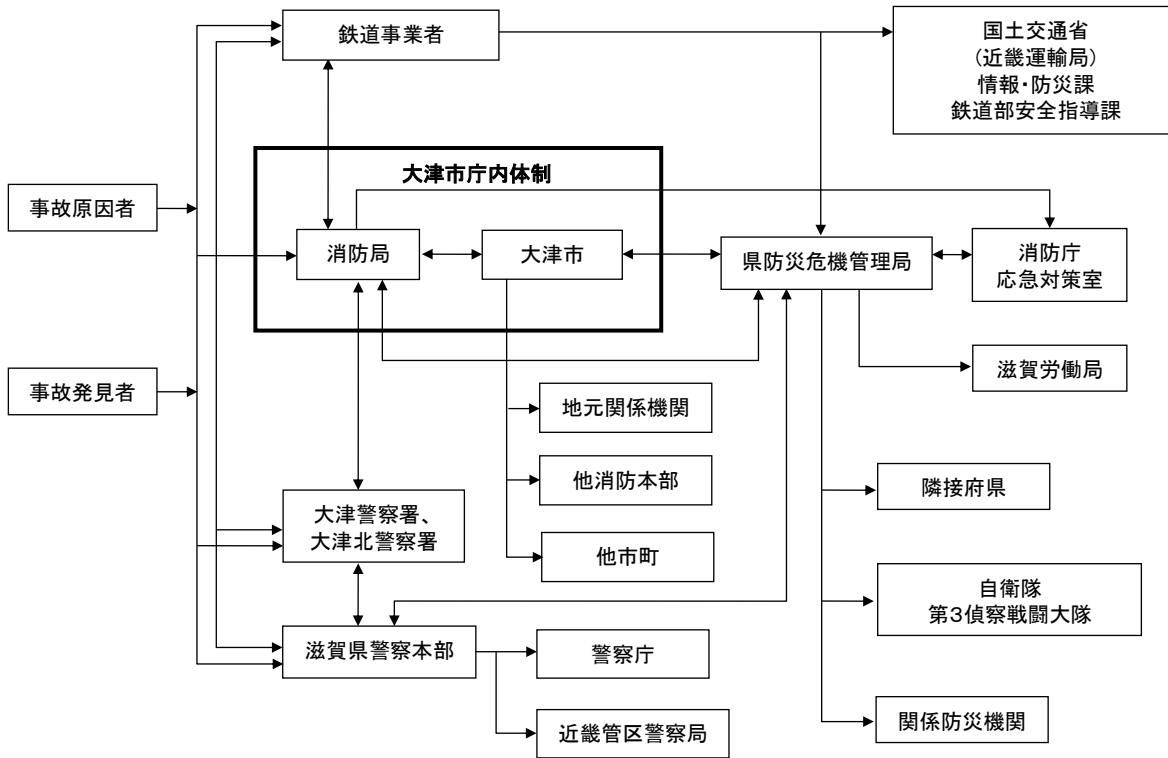 鉄道事業者
国土交通省
(近畿運輸局)
情報・防災課
鉄道部安全指導課
大津市庁内体制
事故原因者
消防局
大津市
県防災危機管理局
消防庁
応急対策室
滋賀労働局
事故発見者
地元関係機関
他消防本部
隣接府県
大津警察署、
大津北警察署
他市町
自衛隊
第3偵察戦闘大隊
滋賀県警察本部
警察庁
近畿管区警察局
関係防災機関